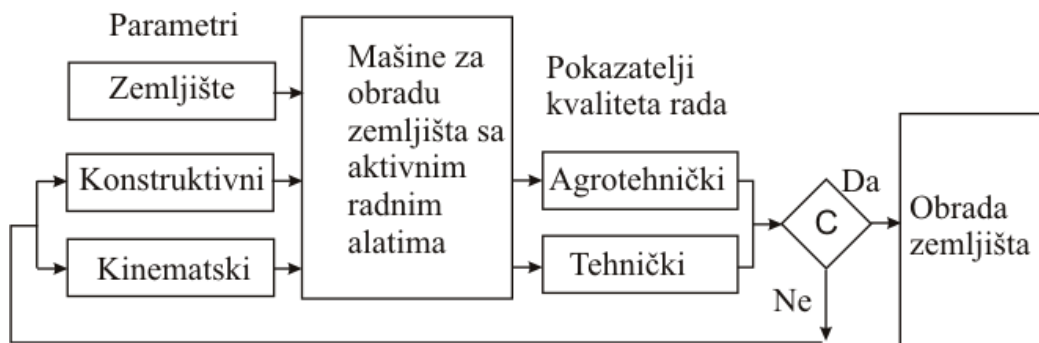 Parametri
Zemljište
Konstruktivni
Kinematski
Mašine za
obradu
zemljišta sa
aktivnim
radnim
alatima
Pokazatelji
kvaliteta rada
Agrotehnički
Tehnički
C
Da
Ne
Obrada
zemljišta